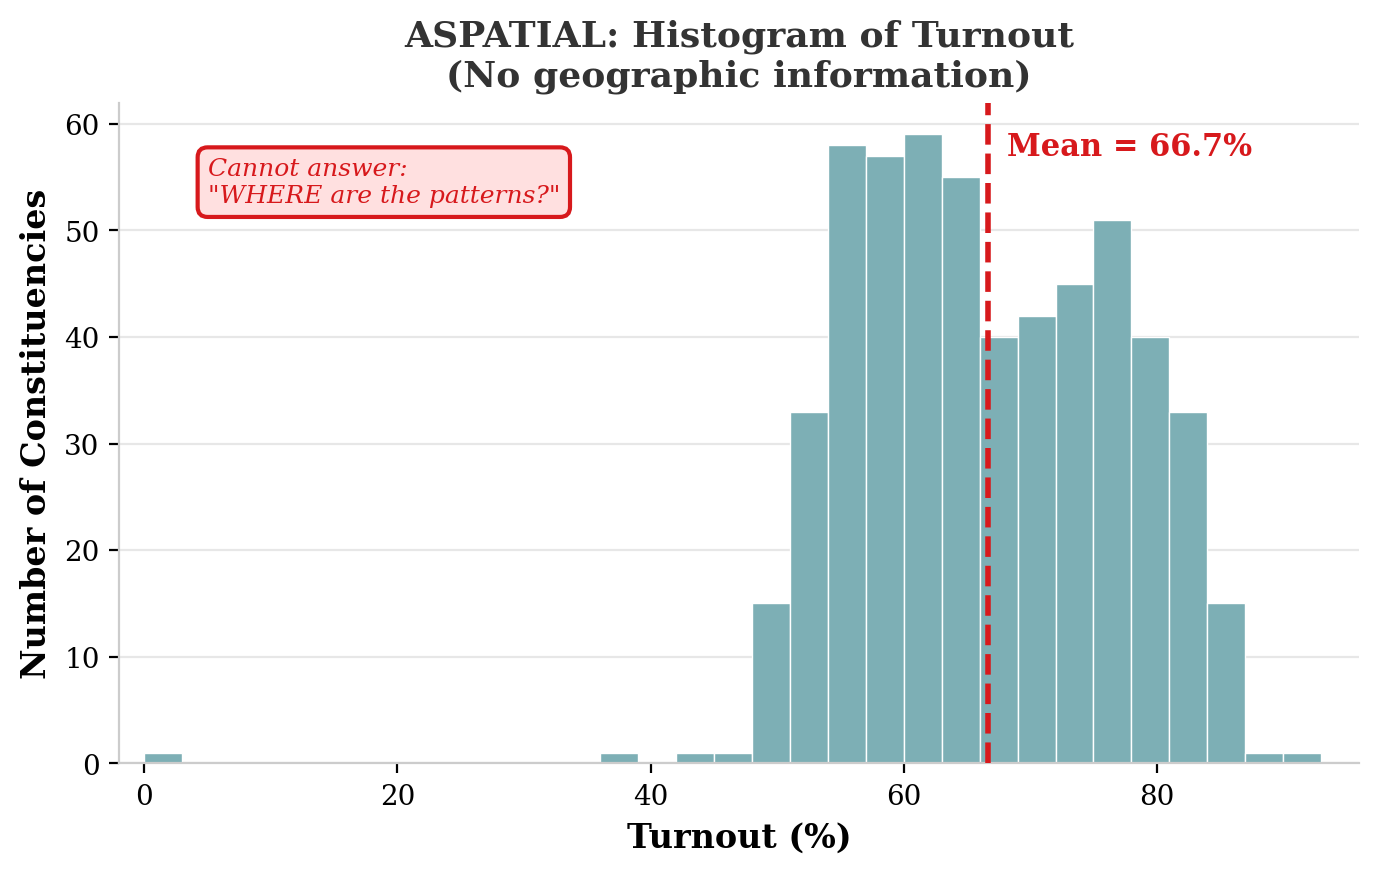 ASPATIAL: Histogram of Turnout
(No geographic information)
Cannot answer:
"WHERE are the patterns?"
Mean = 66.7%
Number of Constituencies
60
50
40
30
20
10
0
0
20
40
60
80
Turnout (%)